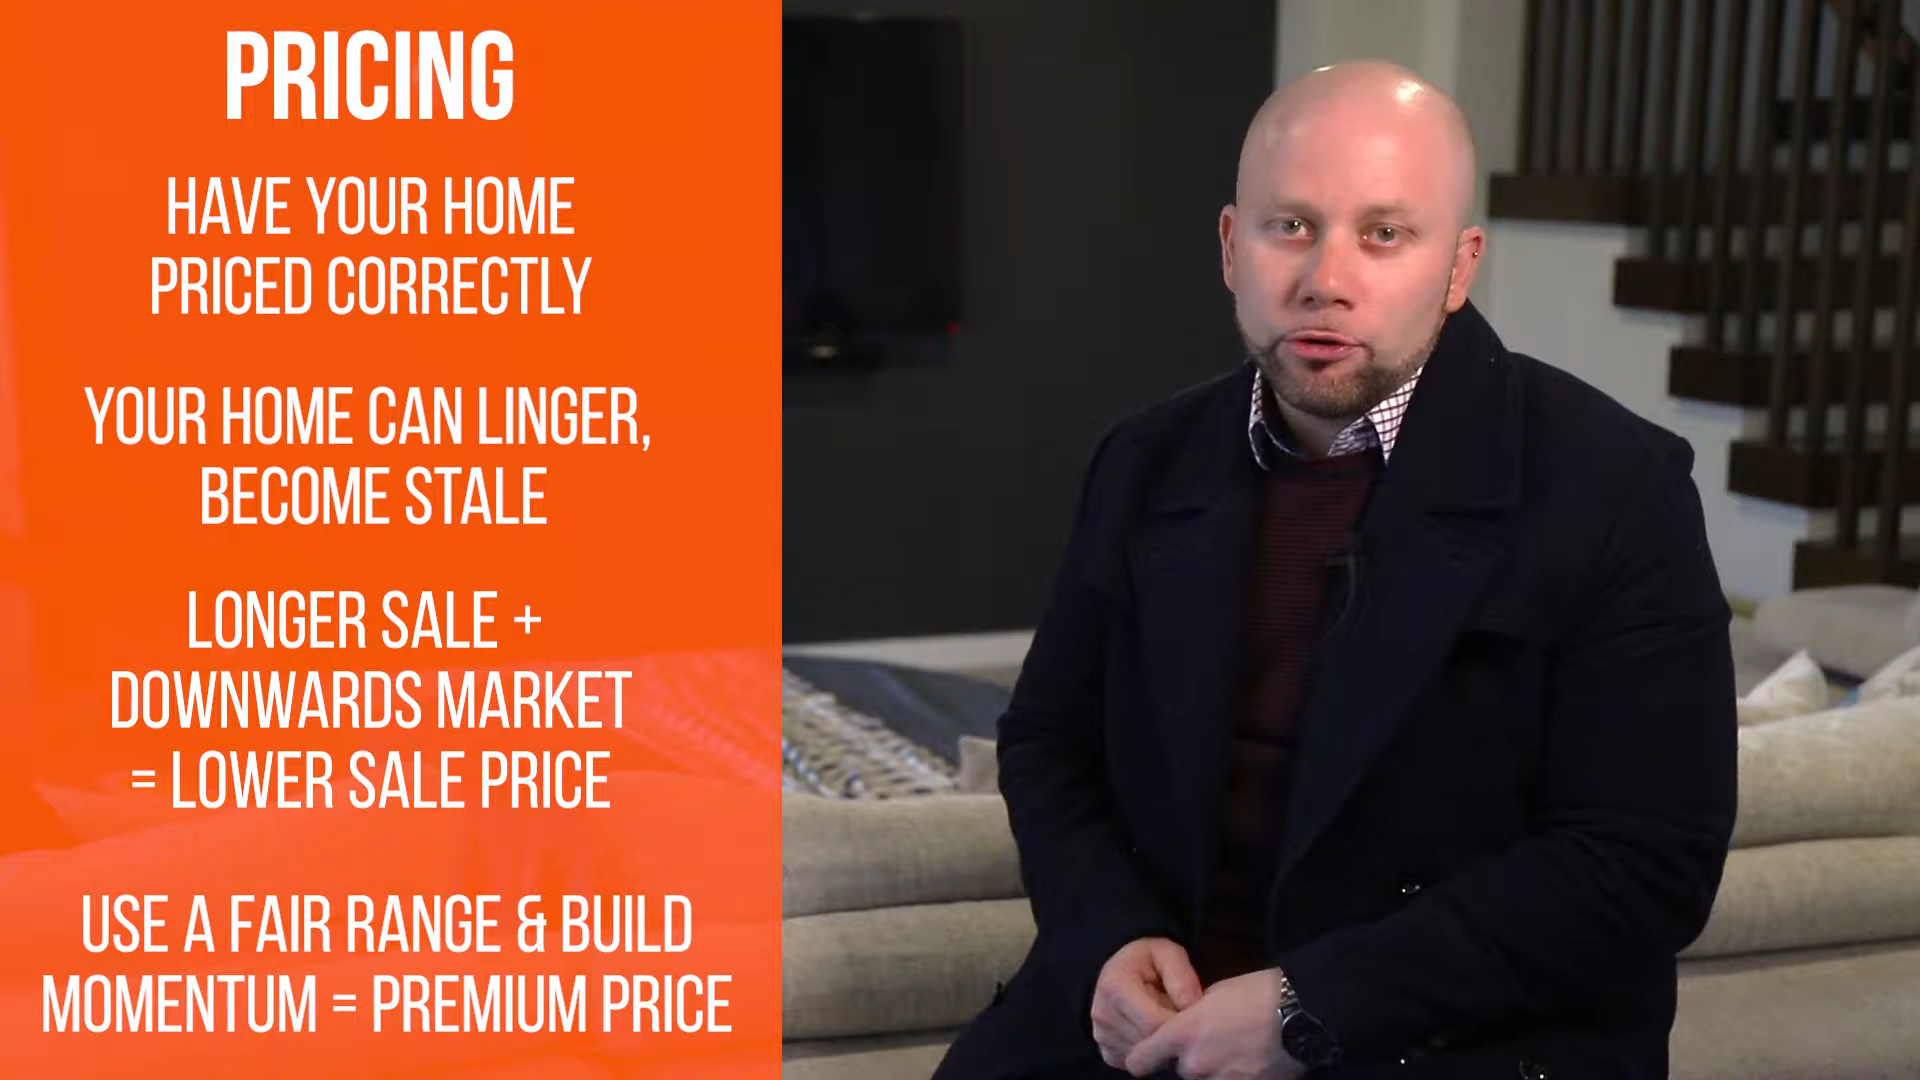 PRICING
HAVE YOUR HOME
PRICED CORRECTLY
YOUR HOME CAN LINGER,
BECOME STALE
LONGER SALE +
DOWNWARDS MARKET
= LOWER SALE PRICE
USE A FAIR RANGE & BUILD
MOMENTUM = PREMIUM PRICE